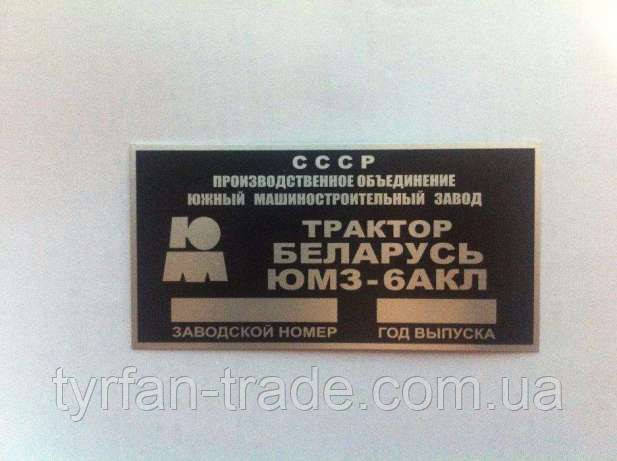 СССР
ПРОИЗВОДСТВЕННОЕ ОБЪЕДИНЕНИЕ
ЮЖНЫЙ МАШИНОСТРОИТЕЛЬНЫЙ ЗАВОД
Ю
М
ТРАКТОР
БЕЛАРУСЬ
ЮМЗ-6АКЛ
ЗАВОДСКОЙ НОМЕР
ГОД ВЫПУСКА
tyrfan-trade.com.ua